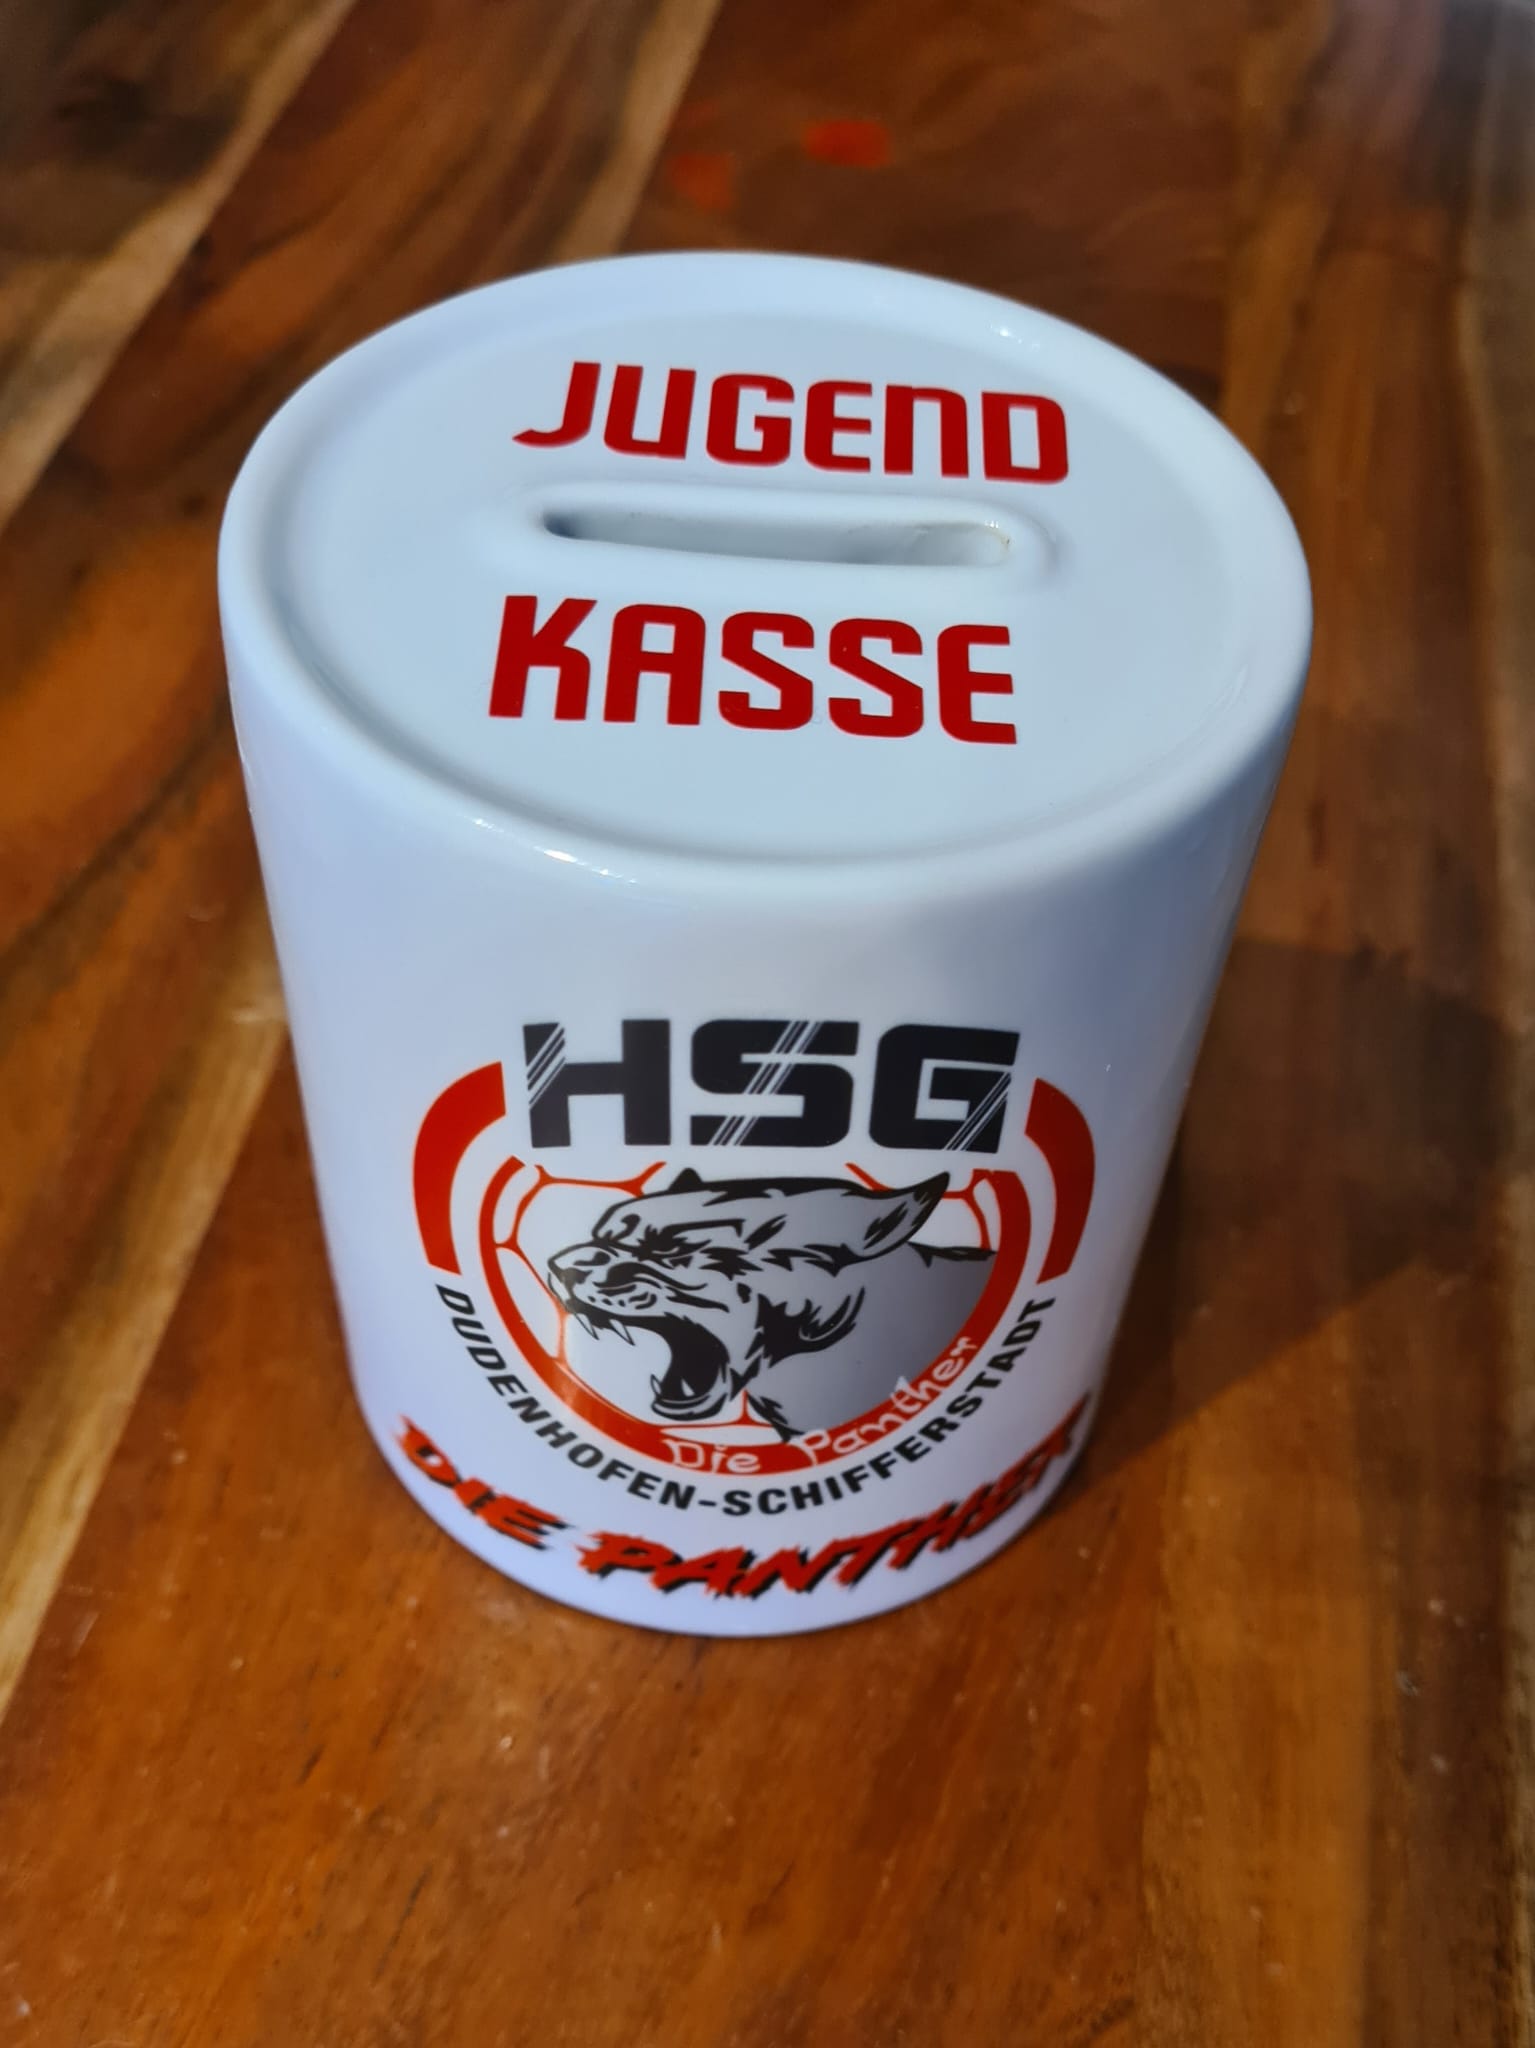 JUGEND
KASSE
HSG
Die Panther
DUDENHOFEN-SCHIFFERSTADT
DIE PANTHER